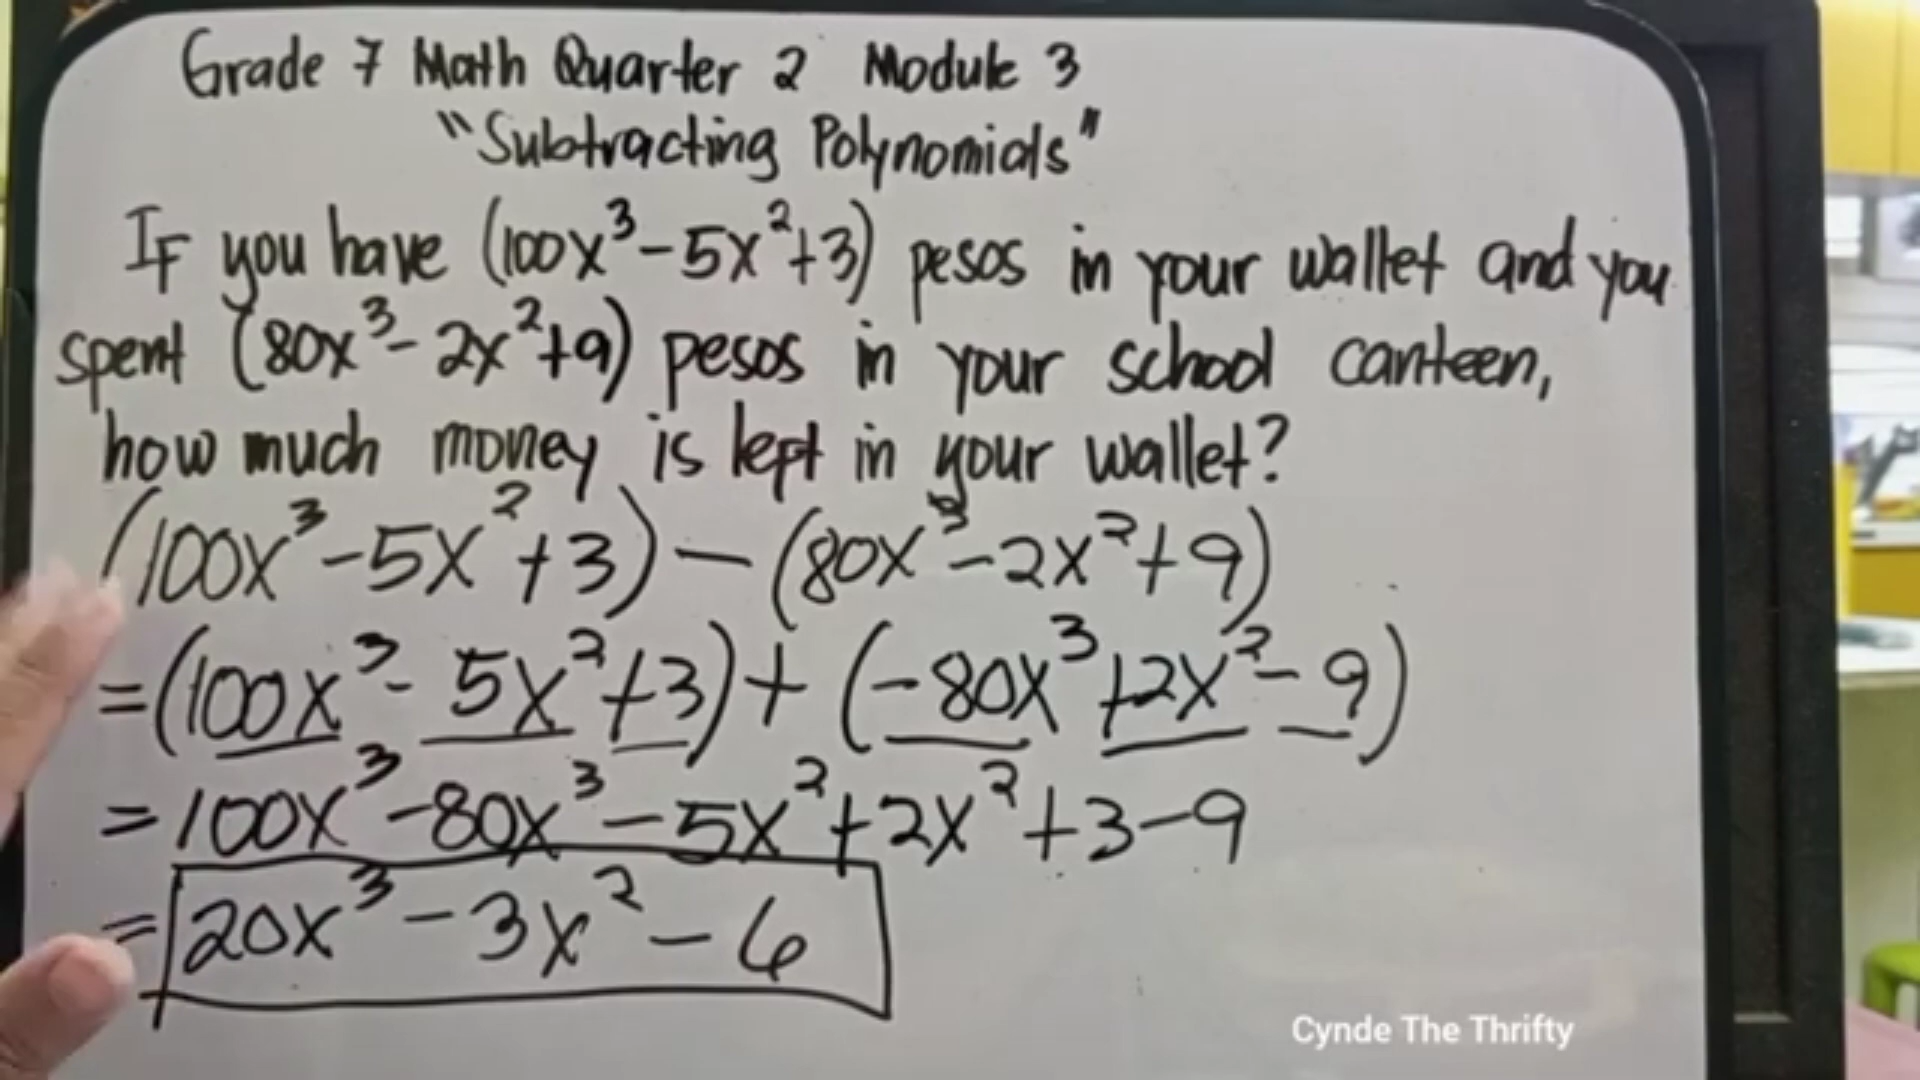 Grade 7 Math Quarter 2 Module 3
"Subtracting Polynomials"
If you have (100x³-5x²+3) pesos in your wallet and you
spent (80x³-2x²+9) pesos in your school canteen,
how much money is left in your wallet?
(100x³-5x²+3) - (80x³-2x²+9)
=(100x³-5x²+3)+(-80x³+2x²-9)
=100x³-80x³-5x²+2x²+3-9
=20x³-3x²-6
Cynde The Thrifty